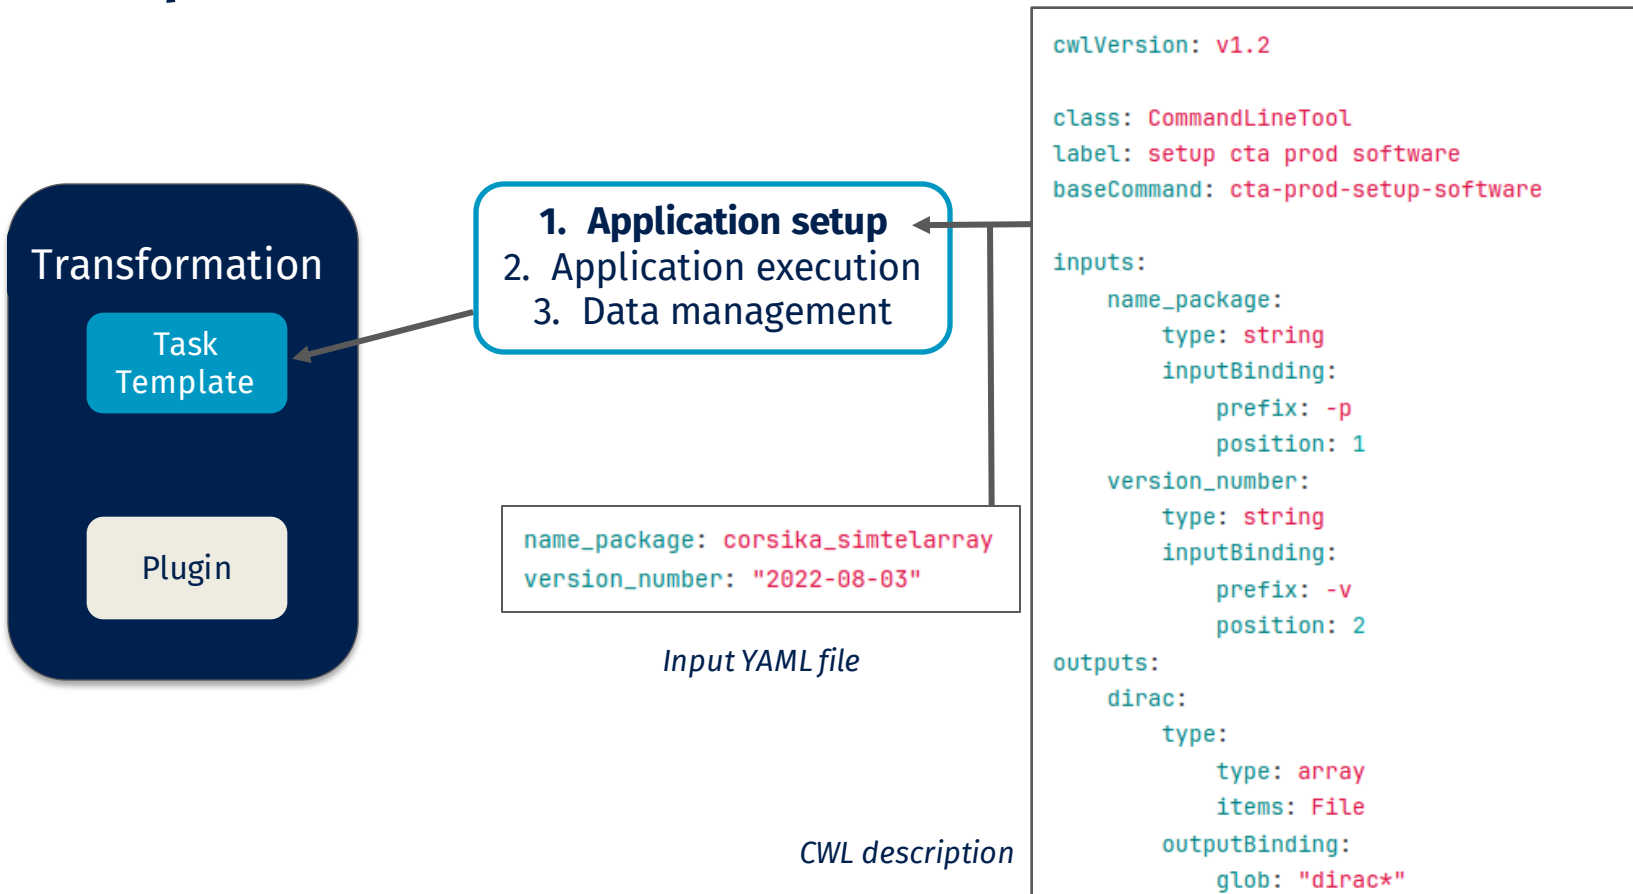 Transformation
Task
Template
Plugin
1. Application setup
2. Application execution
3. Data management
name_package: corsika_simtelarray
version_number: "2022-08-03"
Input YAML file
CWL description
cwlVersion: v1.2
class: CommandLineTool
label: setup cta prod software
baseCommand: cta-prod-setup-software
inputs:
name_package:
type: string
inputBinding:
prefix: -p
position: 1
version_number:
type: string
inputBinding:
prefix: -v
position: 2
outputs:
dirac:
type:
type: array
items: File
outputBinding:
glob: "dirac*"